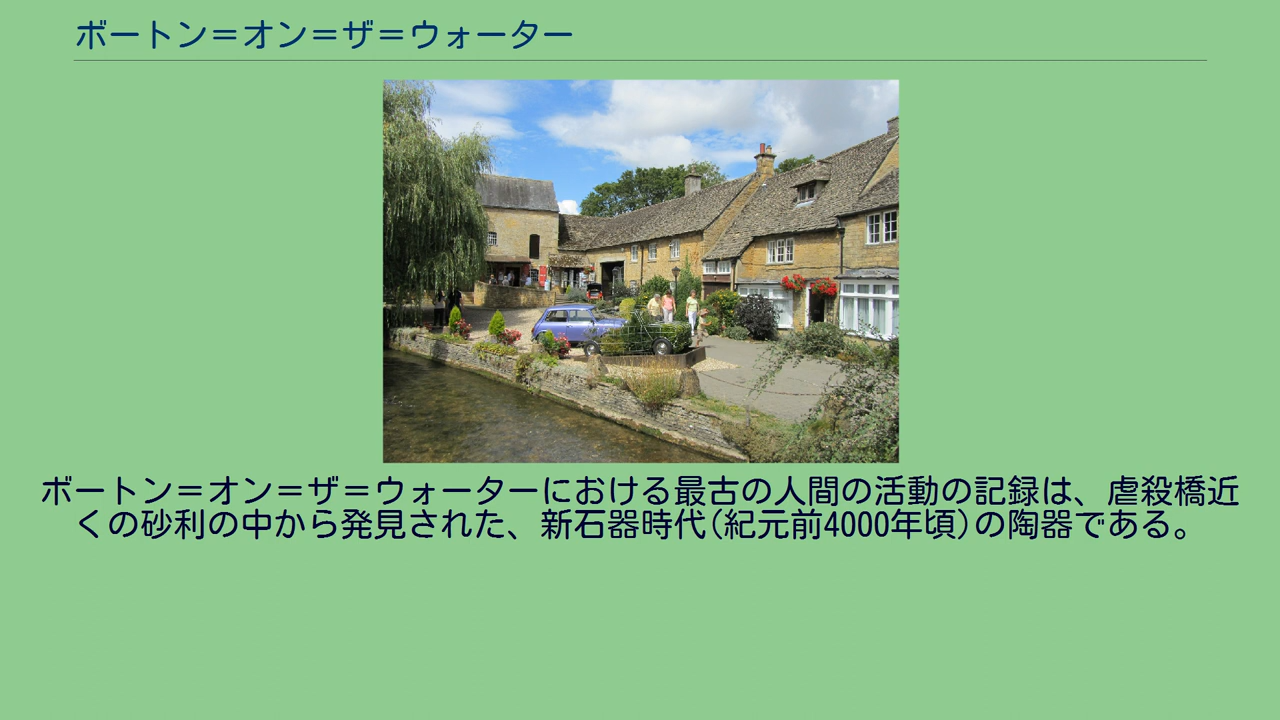 ボートン＝オン＝ザ＝ウォーター
ボートン＝オン＝ザ＝ウォーターにおける最古の人間の活動の記録は、虐殺橋近
くの砂利の中から発見された、新石器時代(紀元前4000年頃)の陶器である。